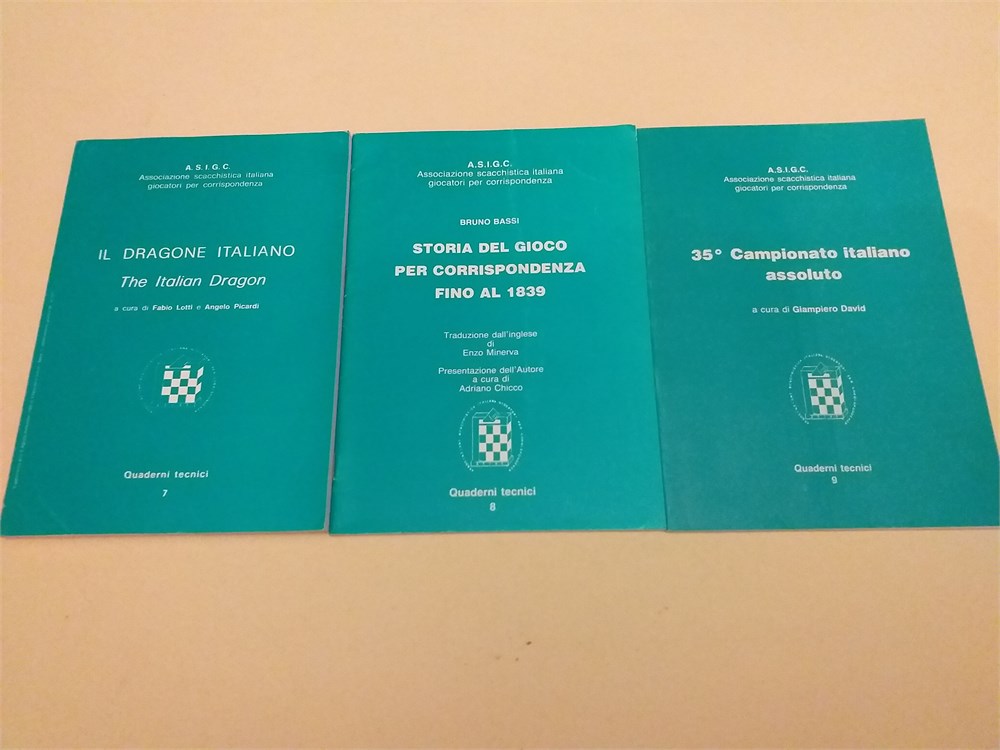 A. S. I. G. C.
Associazione scacchistica italiana
giocatori per corrispondenza
IL DRAGONE ITALIANO
The Italian Dragon
a cura di Fabio Lotti e Angelo Picardi
Quaderni tecnici
7
A.S.I.G.C.
Associazione scacchistica italiana
giocatori per corrispondenza
BRUNO BASSI
STORIA DEL GIOCO
PER CORRISPONDENZA
FINO AL 1839
Traduzione dall'inglese
di
Enzo Minerva
Presentazione dell'Autore
a cura di
Adriano Chicco
Quaderni tecnici
8
A.S.I.G.C.
Associazione scacchistica italiana
giocatori per corrispondenza
35° Campionato italiano
assoluto
a cura di Giampiero David
Quaderni tecnici
9